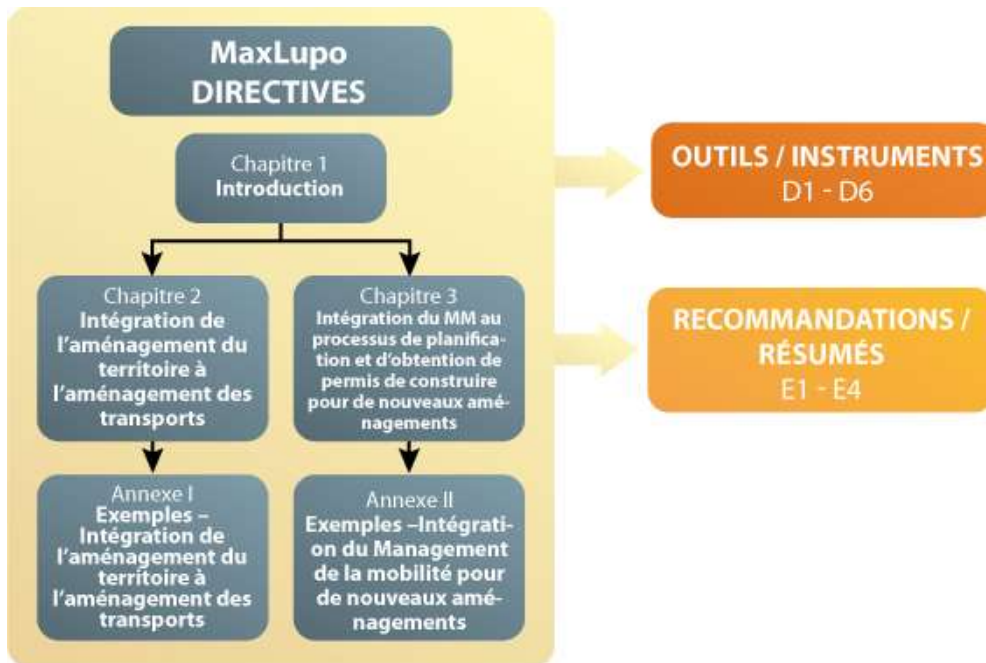 MaxLupo
DIRECTIVES
Chapitre 1
Introduction
OUTILS / INSTRUMENTS
D1 - D6
Chapitre 2
Intégration de
l'aménagement du
territoire à
l'aménagement des
transports
Chapitre 3
Intégration du MM au
processus de planifica-
tion et d'obtention de
permis de construire
pour de nouveaux amé-
nagements
RECOMMANDATIONS /
RÉSUMÉS
E1 - E4
Annexe I
Exemples –
Intégration de
l'aménagement du
territoire à
l'aménagement des
transports
Annexe II
Exemples –Intégrati-
on du Management
de la mobilité pour
de nouveaux amé-
nagements